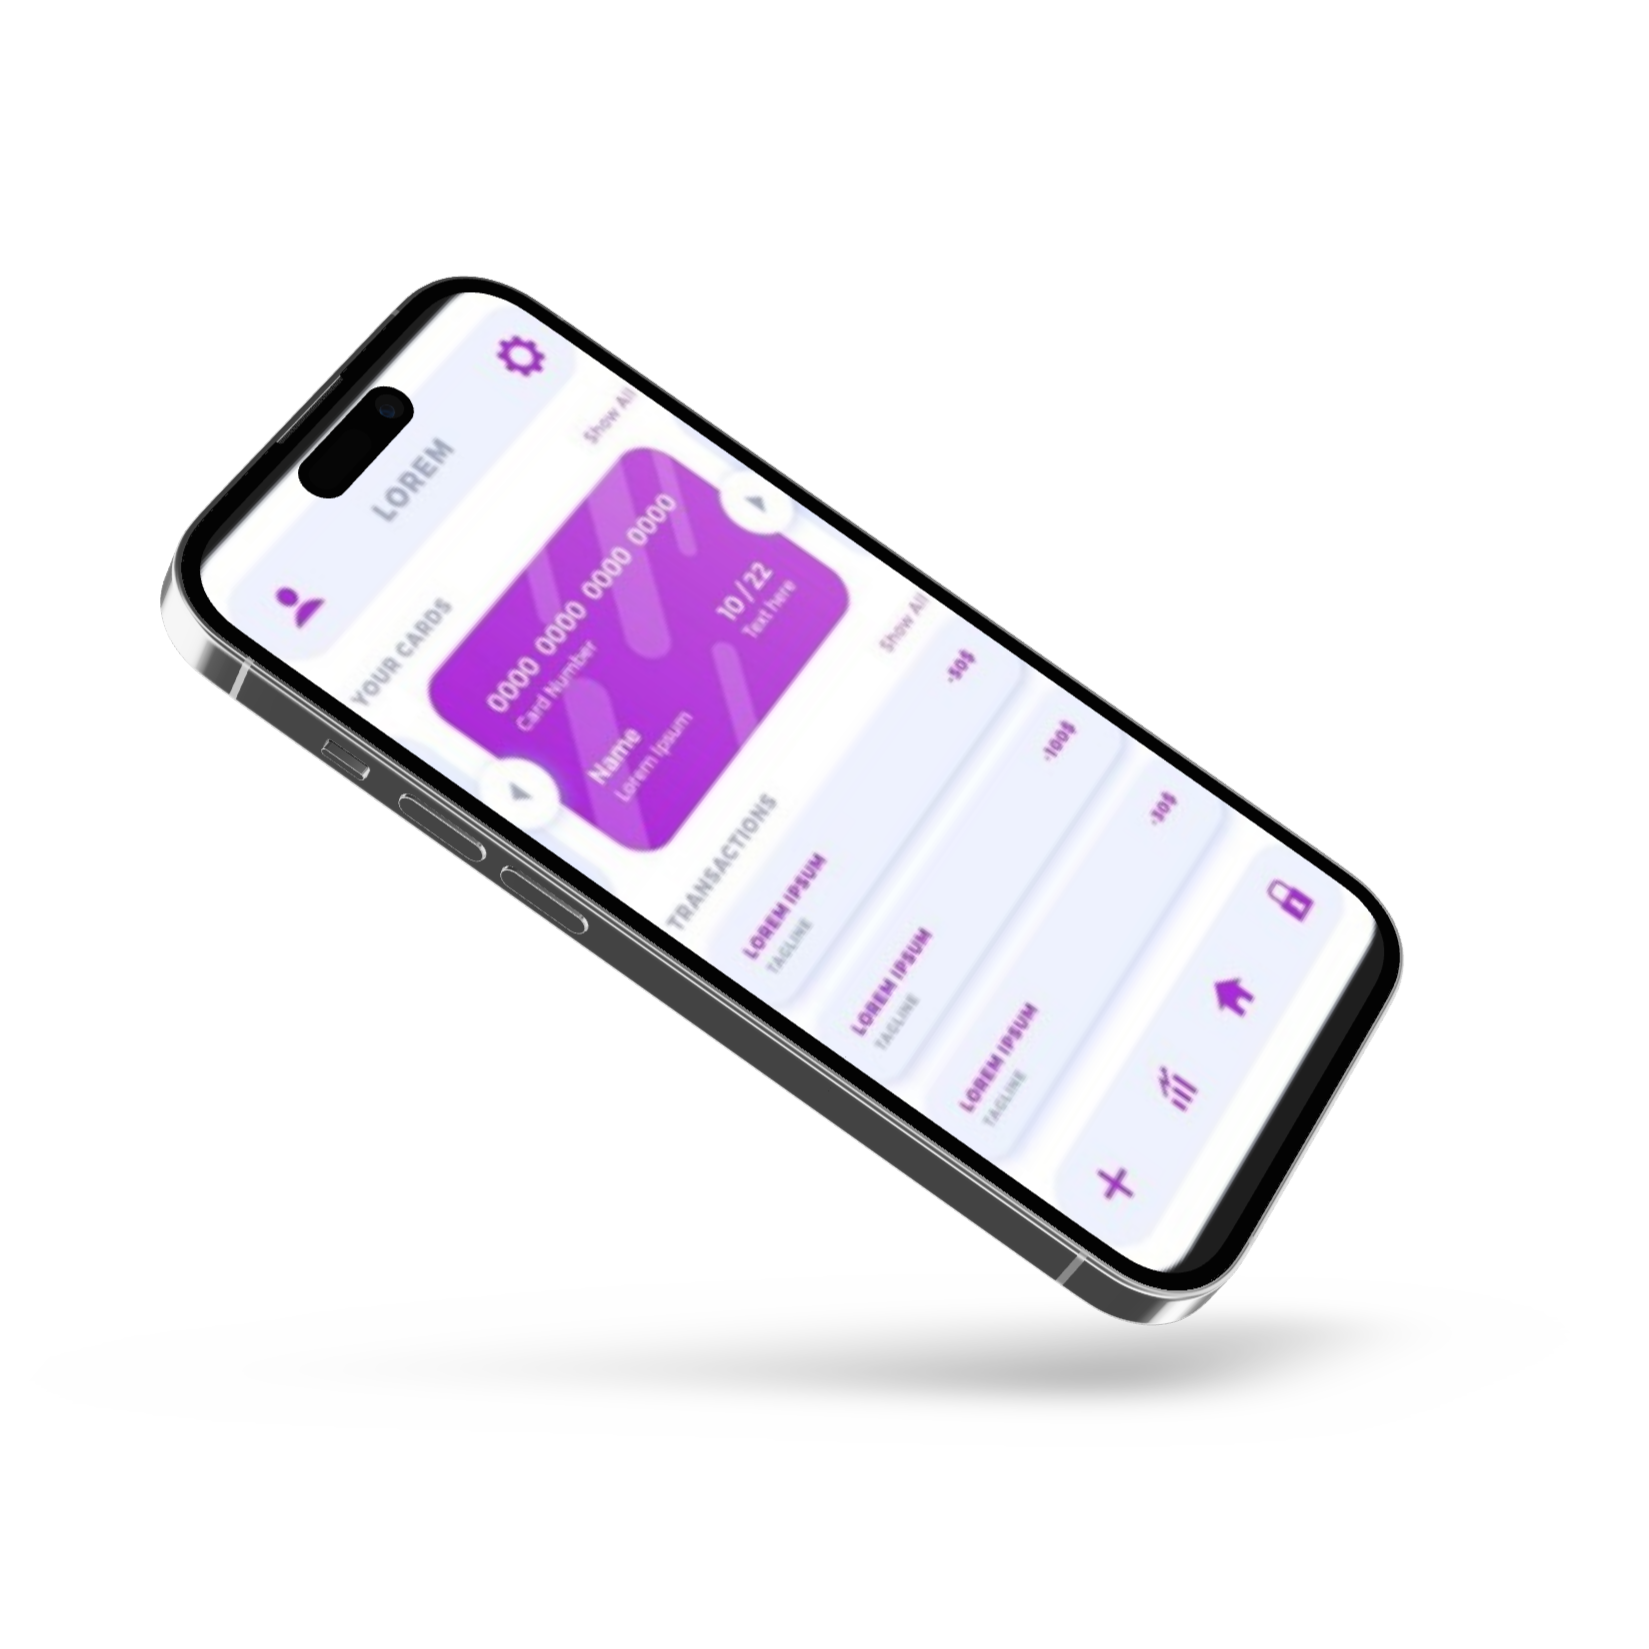 LOREM
YOUR CARDS
Show All
0000 0000 0000 0000
Card Number
10/22
Text here
Name
Lorem Ipsum
TRANSACTIONS
Show All
LOREM IPSUM
-50$
TAGLINE
LOREM IPSUM
-100$
TAGLINE
LOREM IPSUM
-30$
TAGLINE